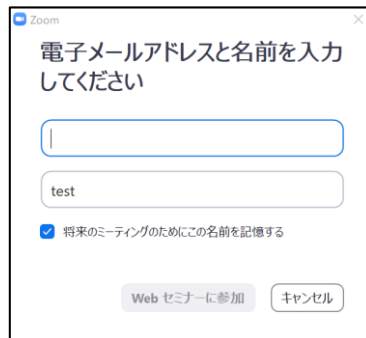 Zoom
電子メールアドレスと名前を入力
してください
test
将来のミーティングのためにこの名前を記憶する
Web セミナーに参加
キャンセル